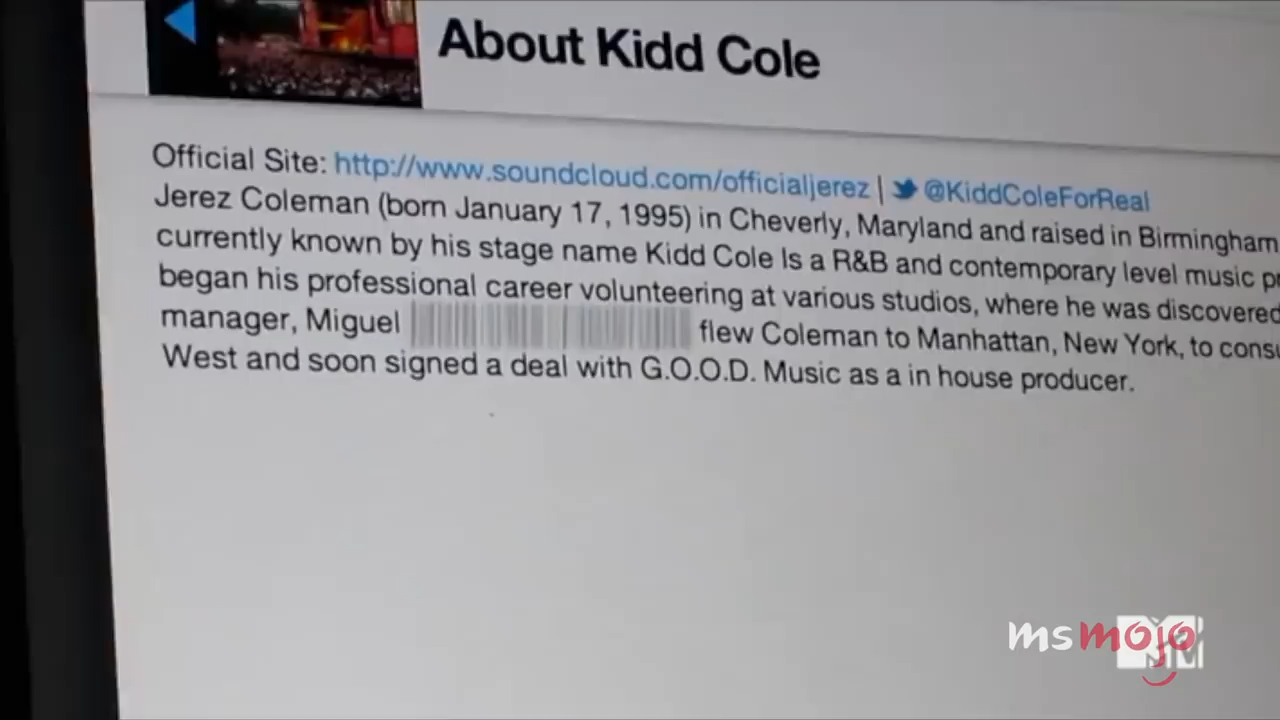 About Kidd Cole
Official Site: http://www.soundcloud.com/officialjerez | @KiddColeForReal
Jerez Coleman (born January 17, 1995) in Cheverly, Maryland and raised in Birmingham
currently known by his stage name Kidd Cole Is a R&B and contemporary level music
began his professional career volunteering at various studios, where he was discovered
manager, Miguel flew Coleman to Manhattan, New York, to
West and soon signed a deal with G.O.O.D. Music as a in house producer.
msmojo
MTV